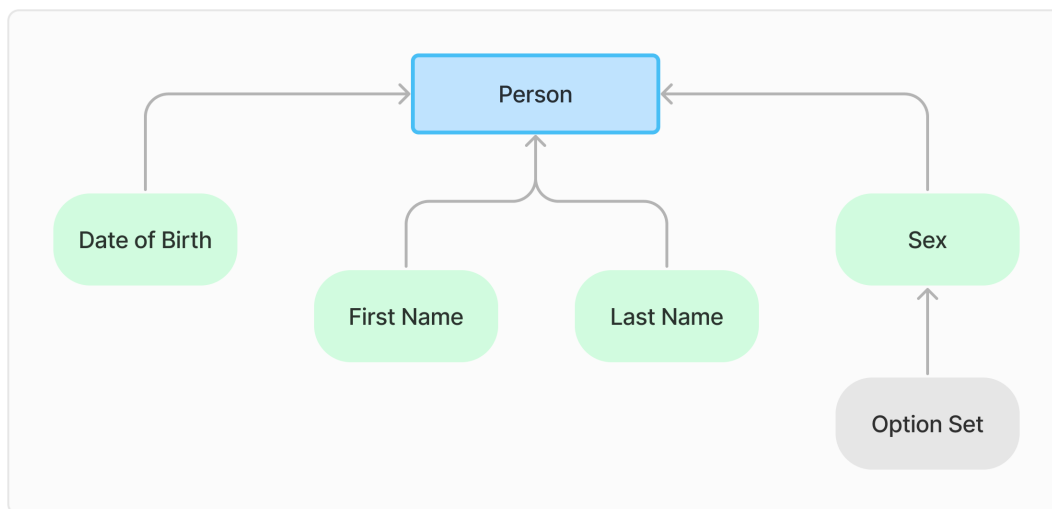 Person
Date of Birth
Sex
First Name
Last Name
Option Set